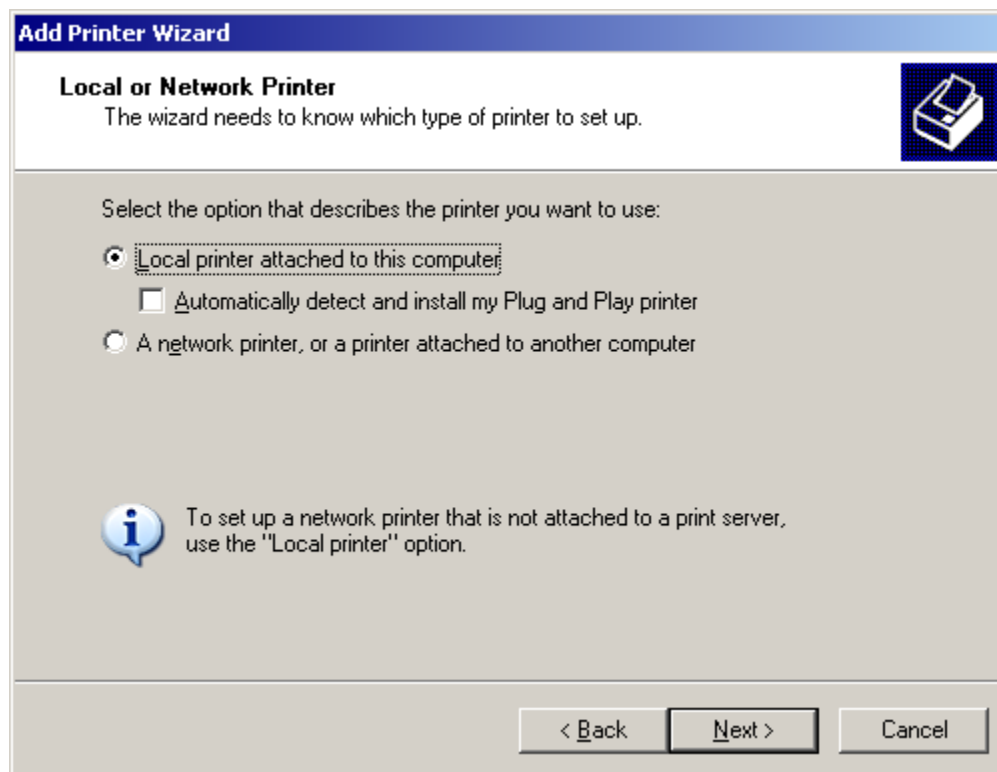 Add Printer Wizard
Local or Network Printer
The wizard needs to know which type of printer to set up.
Select the option that describes the printer you want to use:
Local printer attached to this computer
Automatically detect and install my Plug and Play printer
A network printer, or a printer attached to another computer
To set up a network printer that is not attached to a print server,
use the "Local printer" option.
< Back
Next >
Cancel